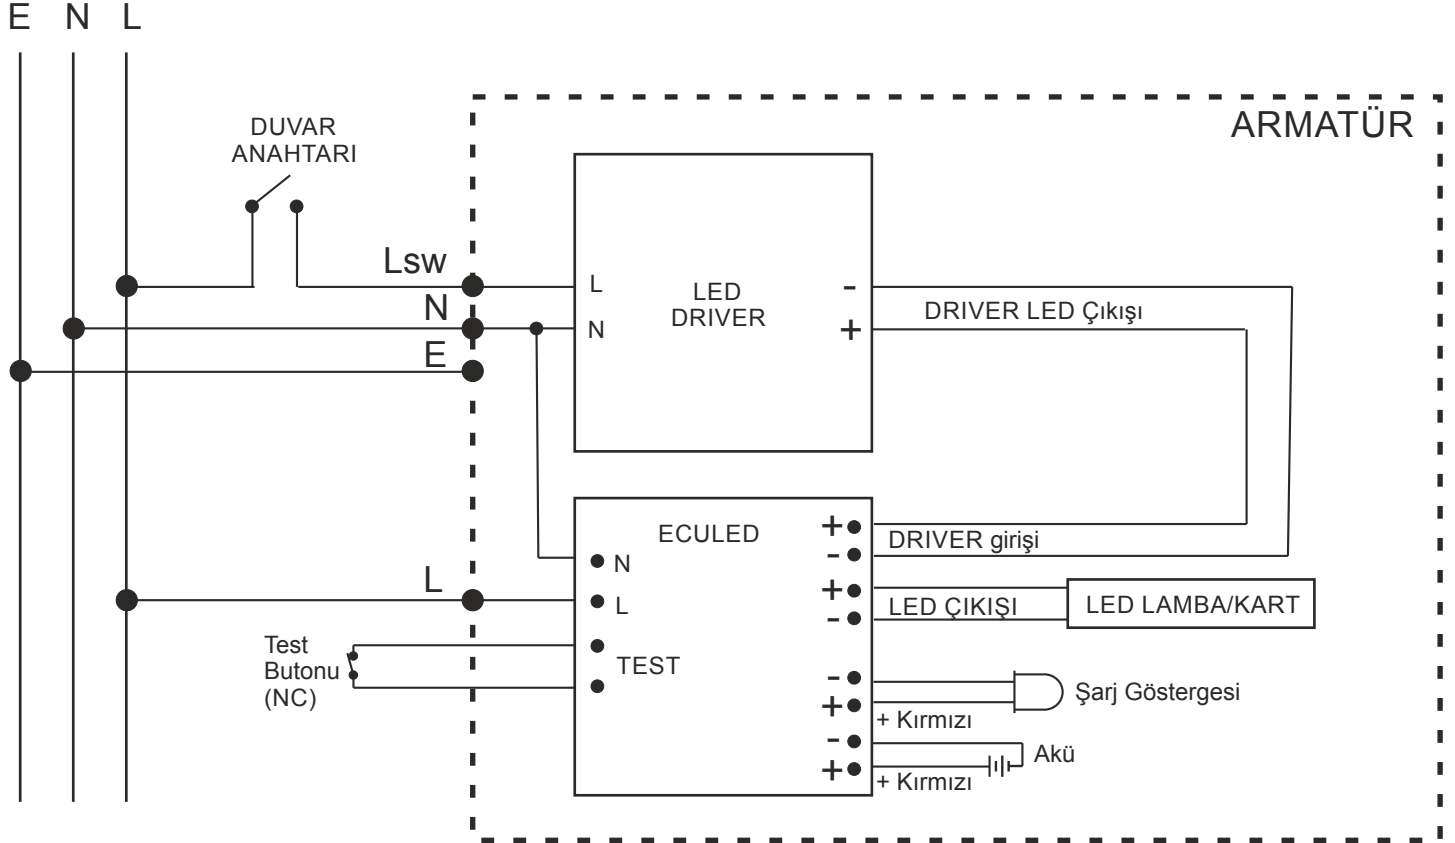 E N L
ARMATÜR
DUVAR
ANAHTARI
Lsw
N
E
L
N
LED
DRIVER
-
+
DRIVER LED Çıkışı
ECULED
N
L
TEST
L
Test
Butonu
(NC)
+
-
DRIVER girişi
+
-
LED ÇIKIŞI
LED LAMBA/KART
-
+
+ Kırmızı
Şarj Göstergesi
-
+
+ Kırmızı
Akü